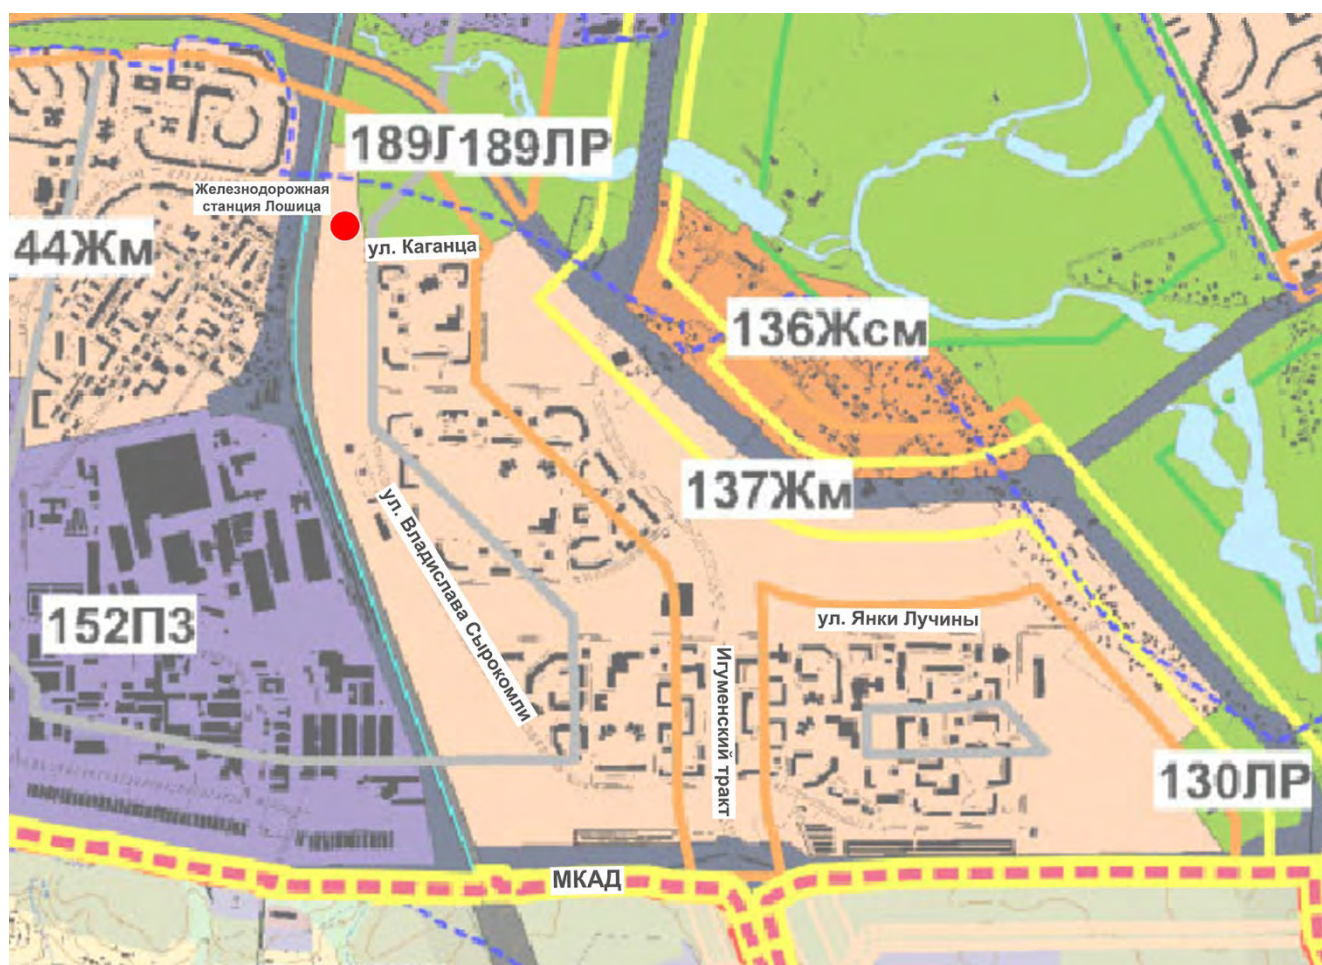 189Г
189ЛР
Железнодорожная
станция Лошица
44Жм
ул. Каганца
136Жсм
137Жм
ул. Владислава Сырокомли
152П3
ул. Янки Лучины
Игуменский тракт
130ЛР
МКАД